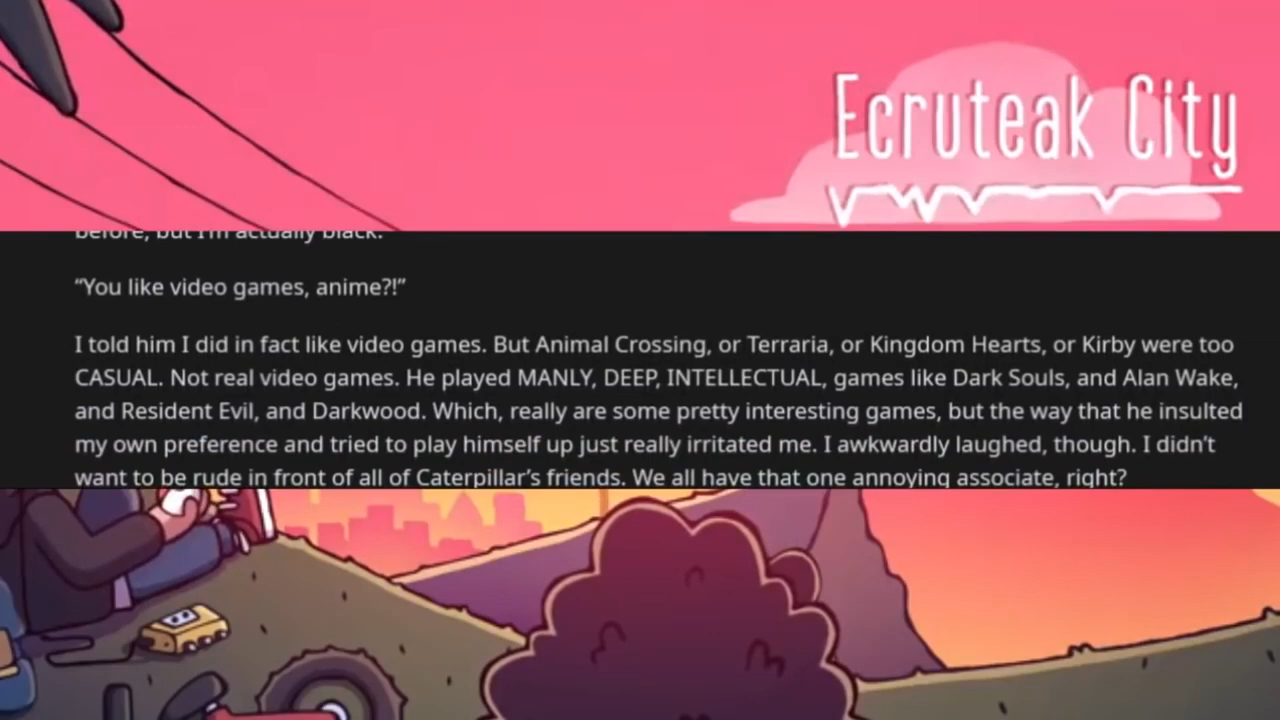 Ecruteak City
before, but I'm actually black.
“You like video games, anime?!”
I told him I did in fact like video games. But Animal Crossing, or Terraria, or Kingdom Hearts, or Kirby were too
CASUAL. Not real video games. He played MANLY, DEEP, INTELLECTUAL, games like Dark Souls, and Alan Wake,
and Resident Evil, and Darkwood. Which, really are some pretty interesting games, but the way that he insulted
my own preference and tried to play himself up just really irritated me. I awkwardly laughed, though. I didn’t
want to be rude in front of all of Caterpillar’s friends. We all have that one annoying associate, right?